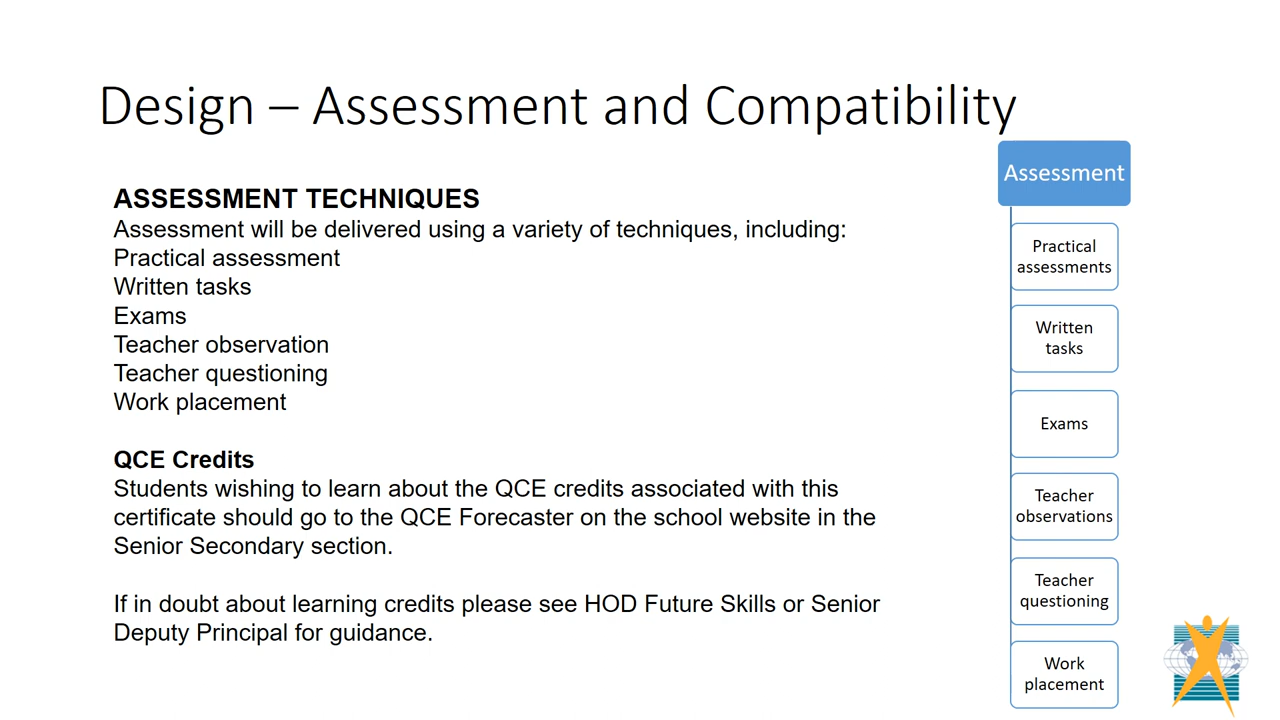 Design – Assessment and Compatibility
ASSESSMENT TECHNIQUES
Assessment will be delivered using a variety of techniques, including:
Practical assessment
Written tasks
Exams
Teacher observation
Teacher questioning
Work placement
QCE Credits
Students wishing to learn about the QCE credits associated with this
certificate should go to the QCE Forecaster on the school website in the
Senior Secondary section.
If in doubt about learning credits please see HOD Future Skills or Senior
Deputy Principal for guidance.
Assessment
Practical
assessments
Written
tasks
Exams
Teacher
observations
Teacher
questioning
Work
placement